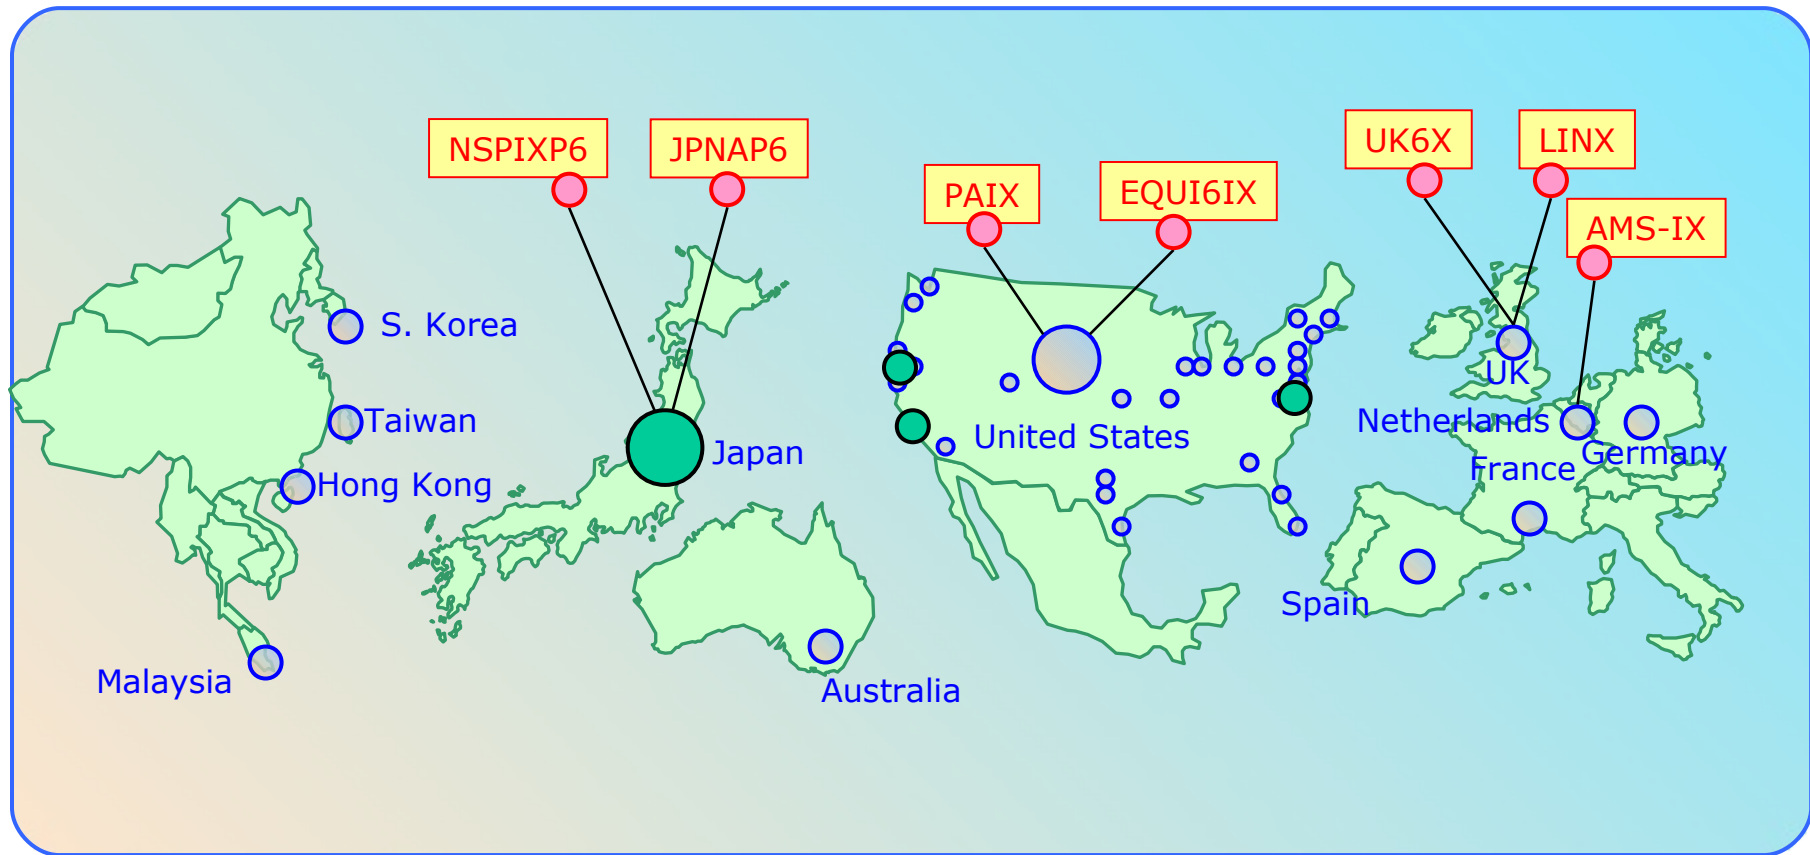 NSPIXP6
JPNAP6
PAIX
EQUI6IX
UK6X
LINX
AMS-IX
S. Korea
Taiwan
Hong Kong
Malaysia
Japan
Australia
United States
UK
Netherlands
Germany
France
Spain